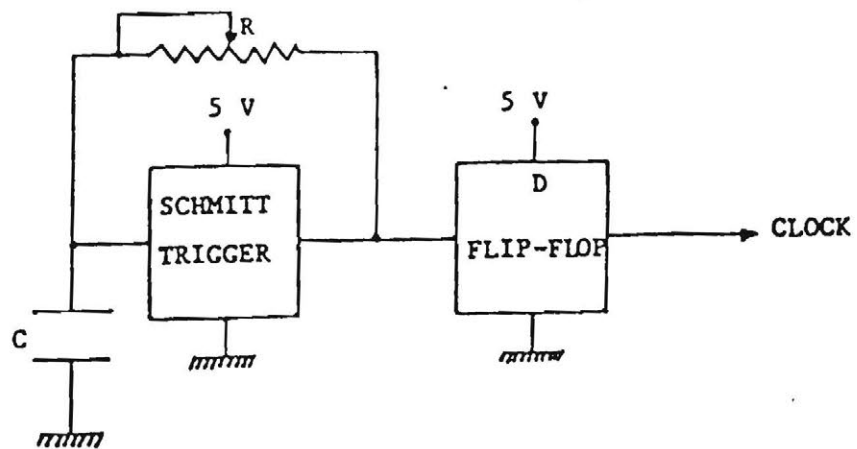 R
5 V
5 V
SCHMITT
TRIGGER
D
FLIP-FLOP
CLOCK
C